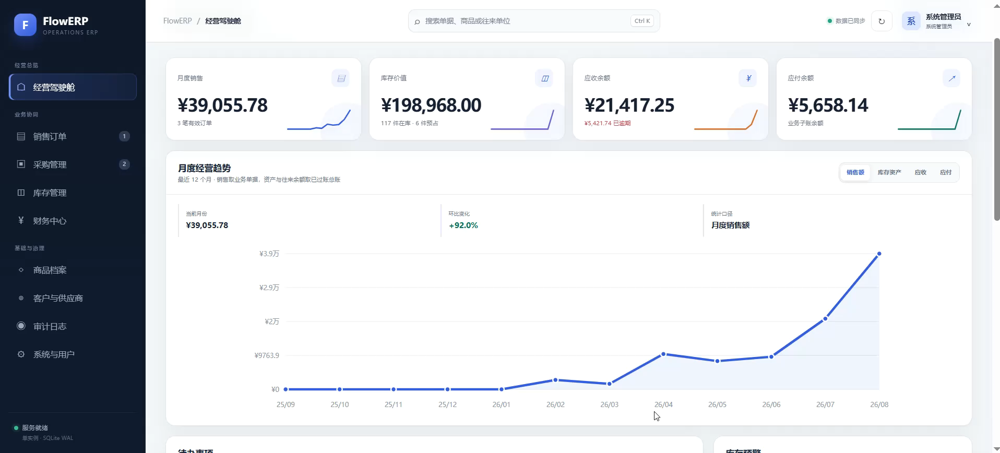 F
FlowERP
OPERATIONS ERP
经营总览
经营驾驶舱
业务协同
销售订单 1
采购管理 2
库存管理
¥ 财务中心
基础与治理
商品档案
客户与供应商
审计日志
系统与用户
服务就绪
单实例 · SQLite WAL
FlowERP / 经营驾驶舱
搜索单据、商品或往来单位 Ctrl K
数据已同步
系
系统管理员
系统管理员
月度销售
¥39,055.78
3 笔有效订单
库存价值
¥198,968.00
117 件在库 · 6 件预占
应收余额 ¥
¥21,417.25
¥5,421.74 已逾期
应付余额
¥5,658.14
业务子账余额
月度经营趋势
最近 12 个月 · 销售取业务单据，资产与往来余额取已过账总账
销售额 库存资产 应收 应付
当前月份
¥39,055.78
环比变化
+92.0%
统计口径
月度销售额
¥3.9万
¥2.9万
¥2万
¥9763.9
¥0
25/09 25/10 25/11 25/12 26/01 26/02 26/03 26/04 26/05 26/06 26/07 26/08
待办事项
库存预警